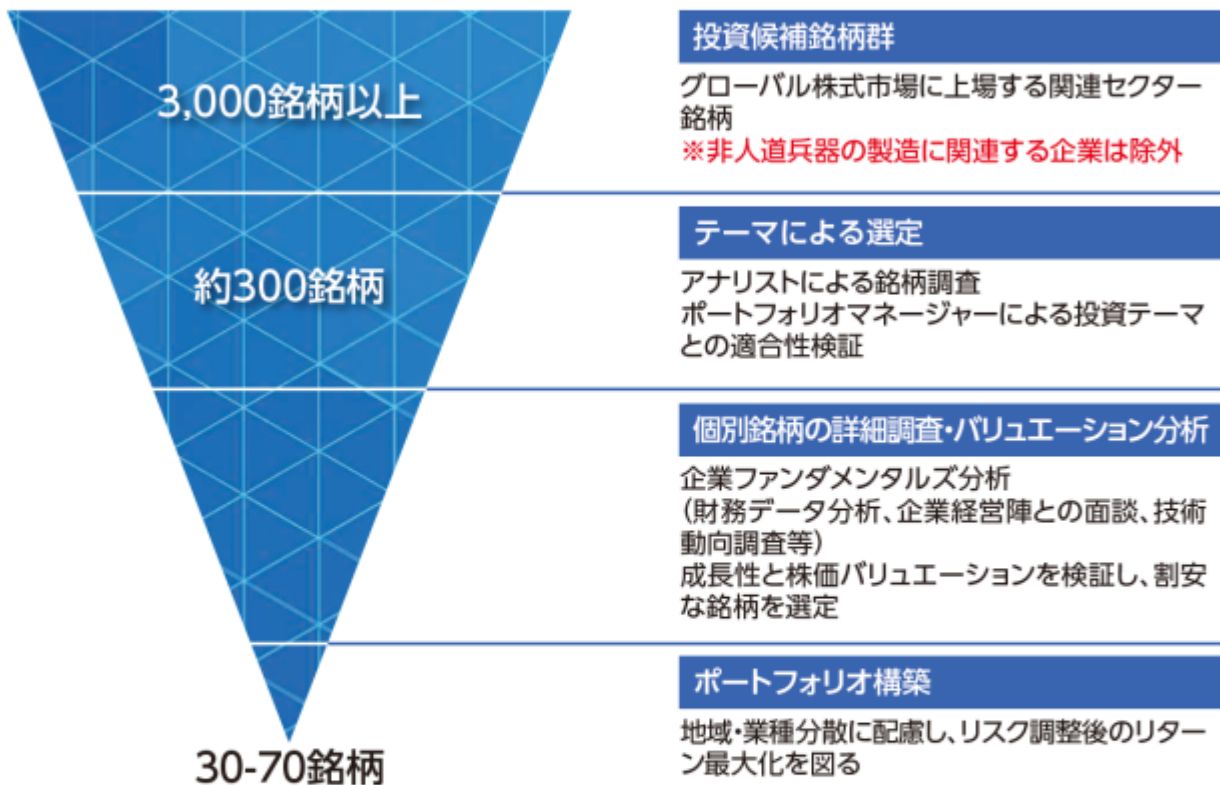 3,000銘柄以上
投資候補銘柄群
グローバル株式市場に上場する関連セクター
銘柄
※非人道兵器の製造に関連する企業は除外
約300銘柄
テーマによる選定
アナリストによる銘柄調査
ポートフォリオマネージャーによる投資テーマ
との適合性検証
個別銘柄の詳細調査・バリュエーション分析
企業ファンダメンタルズ分析
(財務データ分析、企業経営陣との面談、技術
動向調査等)
成長性と株価バリュエーションを検証し、割安
な銘柄を選定
ポートフォリオ構築
地域・業種分散に配慮し、リスク調整後のリター
ン最大化を図る
30-70銘柄